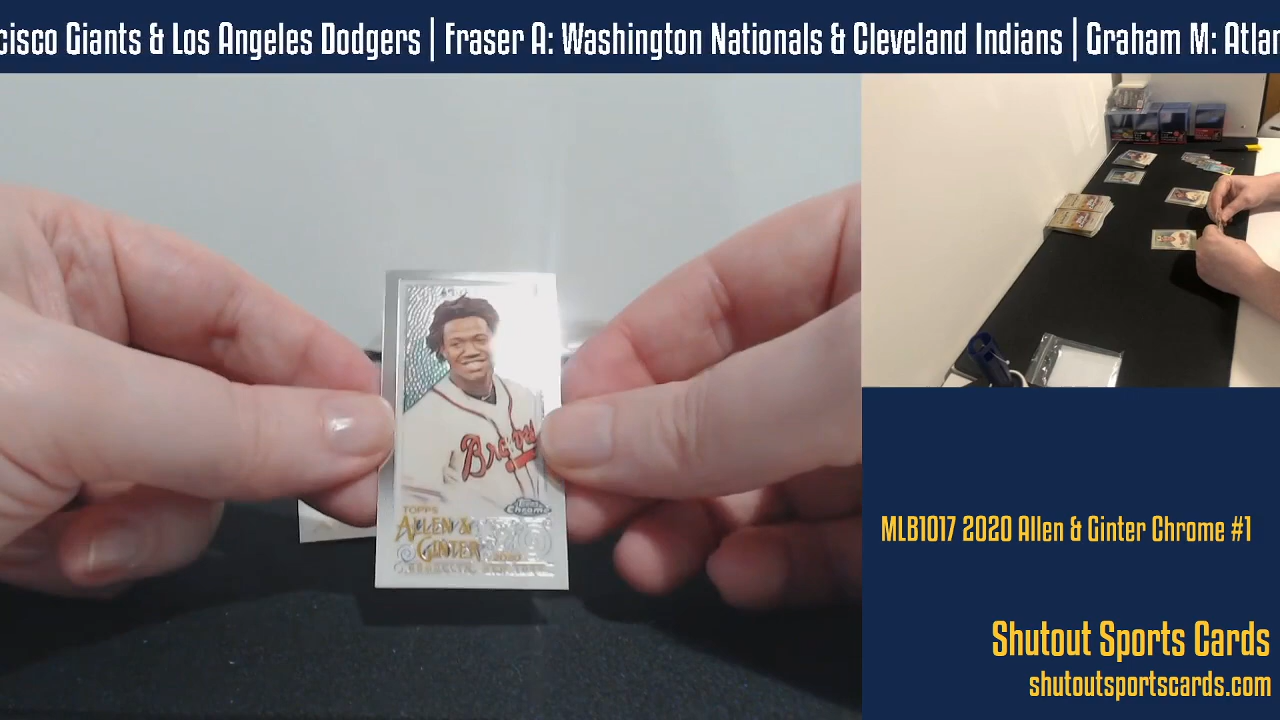 cisco Giants & Los Angeles Dodgers | Fraser A: Washington Nationals & Cleveland Indians | Graham M: Atlan
Braves
Topps
Chrome
TOPPS
ALLEN &
GINTER
MLB1017 2020 Allen & Ginter Chrome #1
Shutout Sports Cards
shutoutsportscards.com